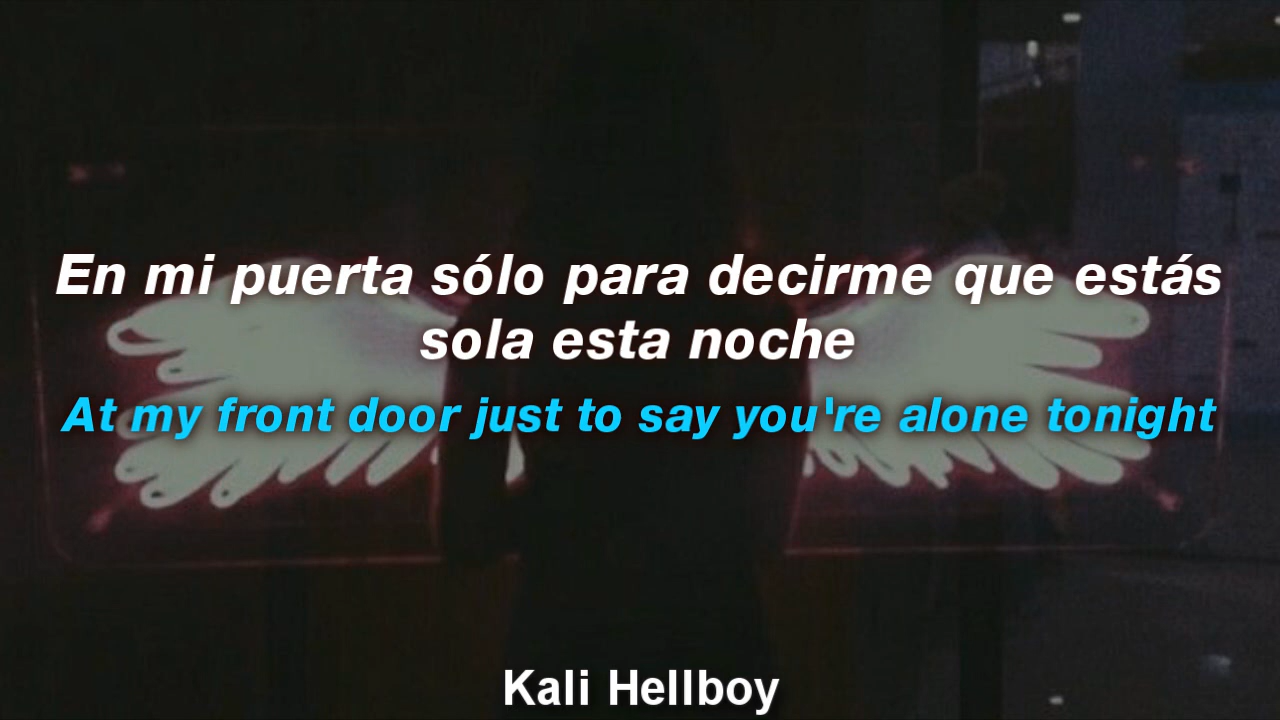 En mi puerta sólo para decirme que estás
sola esta noche
At my front door just to say you're alone tonight
Kali Hellboy